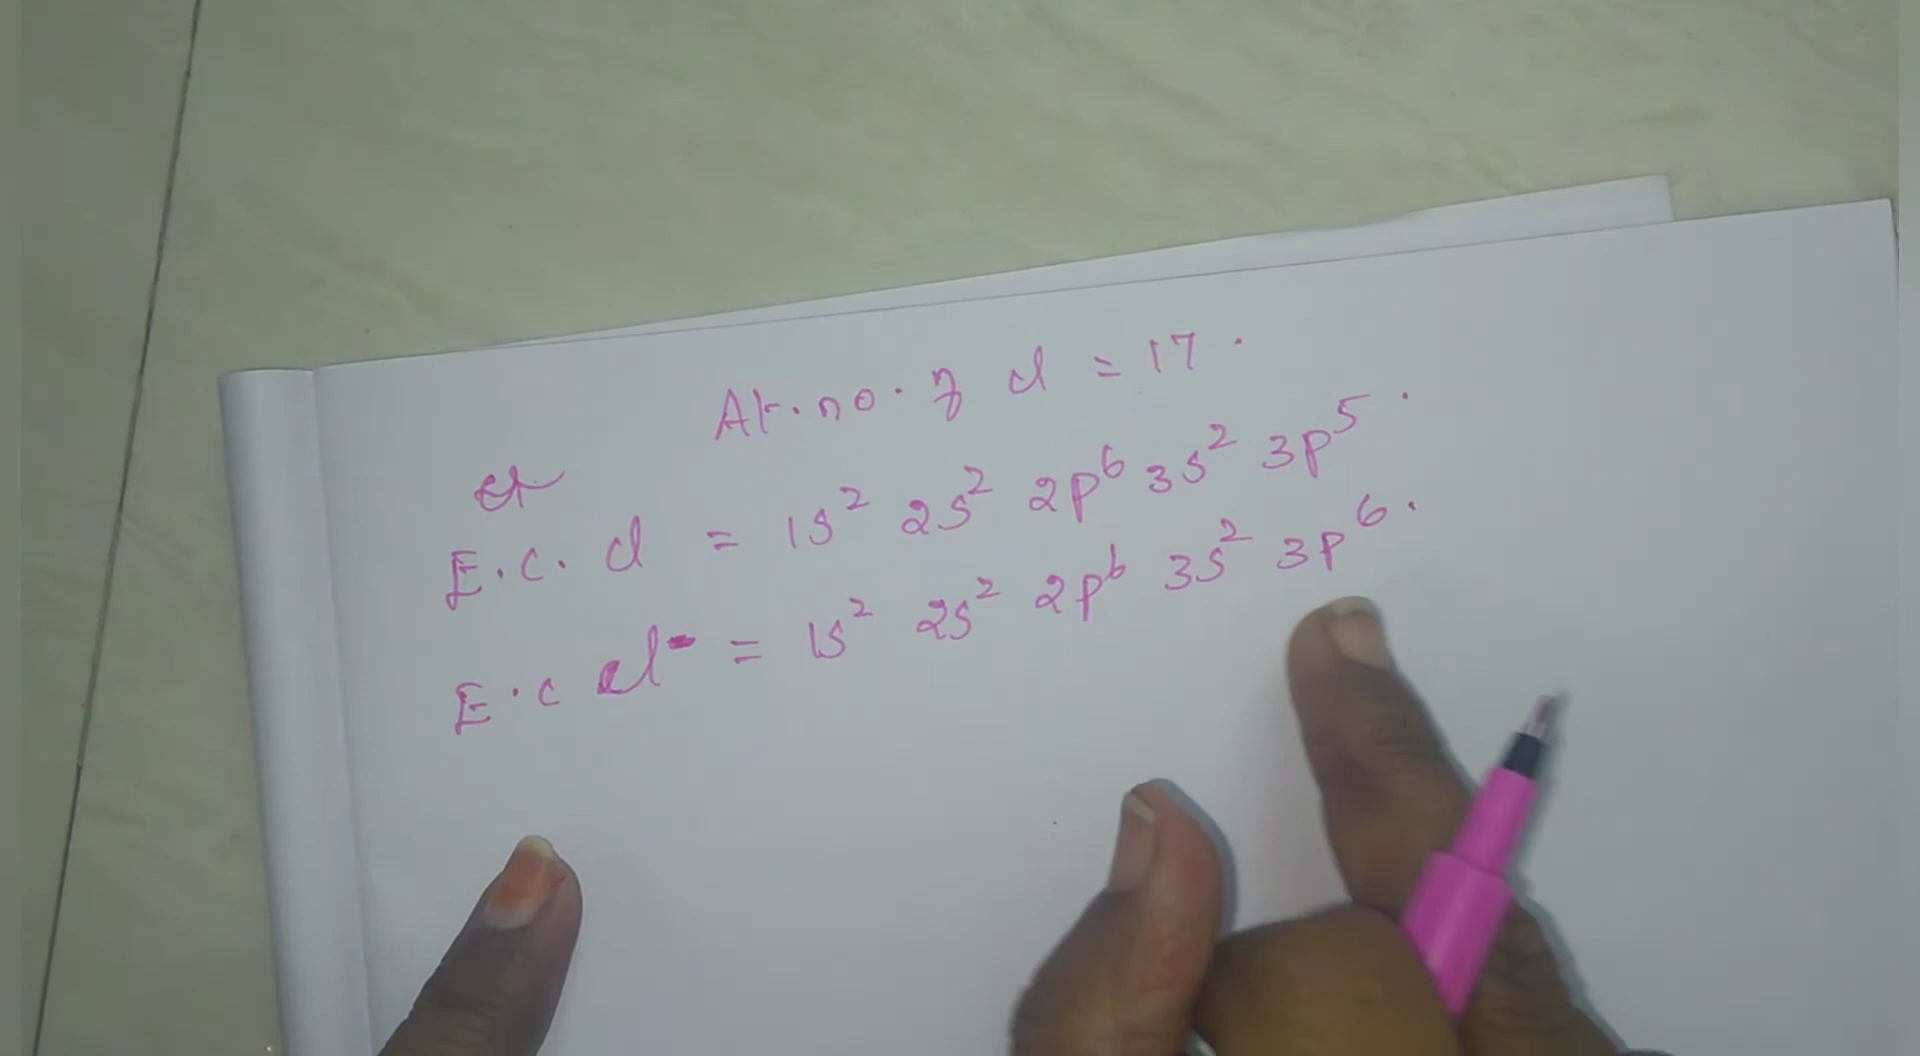 At. no. of Cl = 17.
E.C. Cl = 1s² 2s² 2p⁶ 3s² 3p⁵.
E.C Cl⁻ = 1s² 2s² 2p⁶ 3s² 3p⁶.